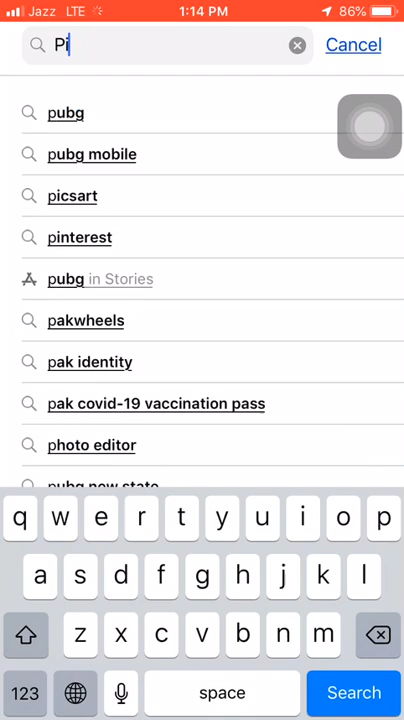 Jazz LTE 1:14 PM 86%
Pi Cancel
pubg
pubg mobile
picsart
pinterest
pubg in Stories
pakwheels
pak identity
pak covid-19 vaccination pass
photo editor
pubg new state
q w e r t y u i o p
a s d f g h j k l
z x c v b n m
123 space Search